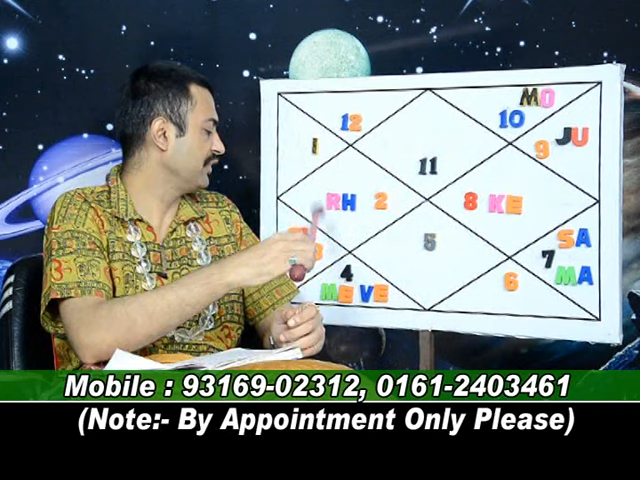 MO
12
10
JU
1
9
11
RH 2
8 KE
SA
5
7
3
4
MA
6
ME VE
Mobile : 93169-02312, 0161-2403461
(Note:- By Appointment Only Please)